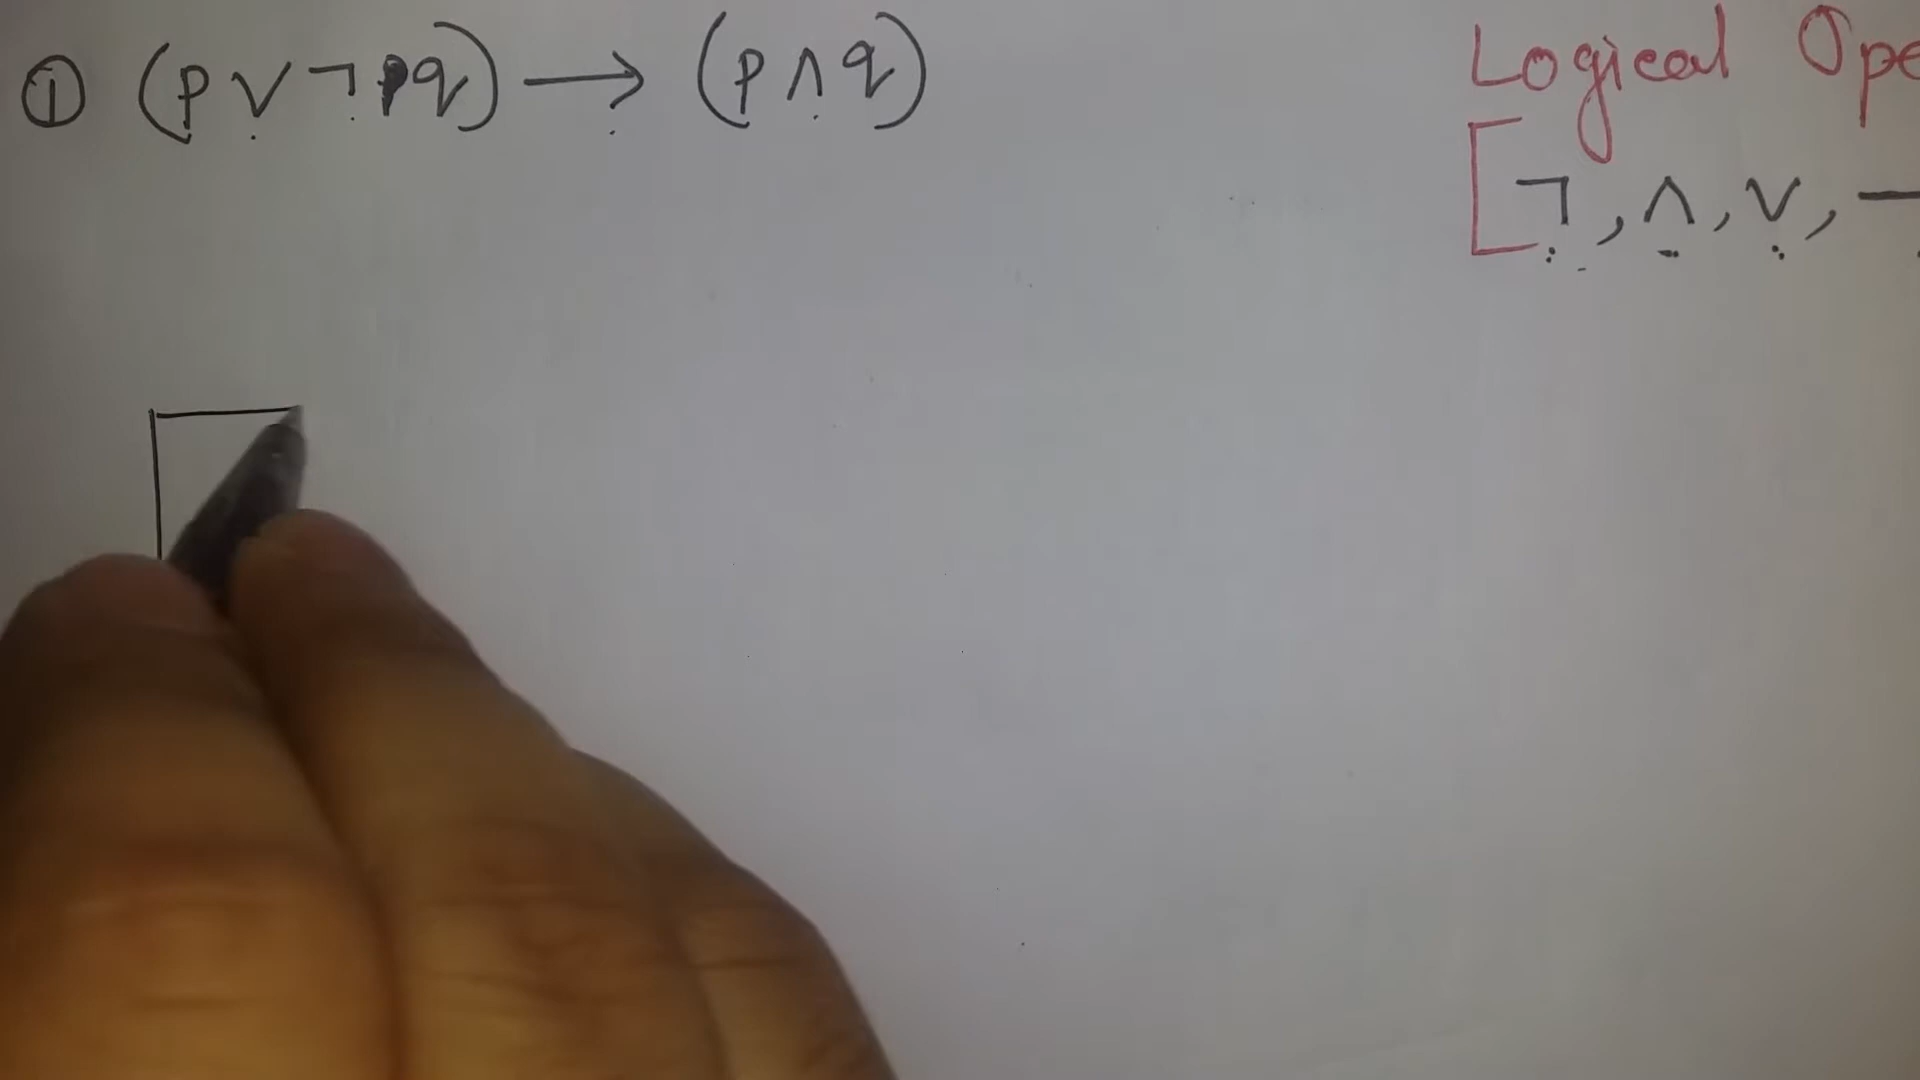 ① (p ∨ ¬ q) → (p ∧ q)
Logical Ope
[¬, ∧, ∨, —